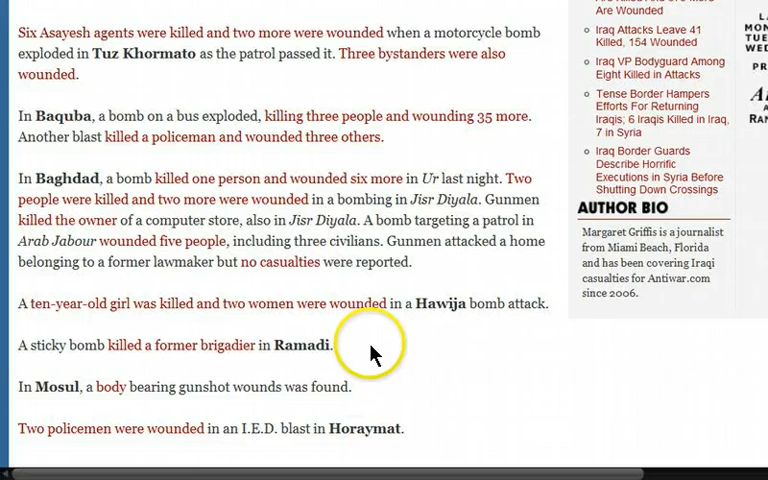 Six Asayesh agents were killed and two more were wounded when a motorcycle bomb
exploded in Tuz Khormato as the patrol passed it. Three bystanders were also
wounded.
In Baquba, a bomb on a bus exploded, killing three people and wounding 35 more.
Another blast killed a policeman and wounded three others.
In Baghdad, a bomb killed one person and wounded six more in Ur last night. Two
people were killed and two more were wounded in a bombing in Jisr Diyala. Gunmen
killed the owner of a computer store, also in Jisr Diyala. A bomb targeting a patrol in
Arab Jabour wounded five people, including three civilians. Gunmen attacked a home
belonging to a former lawmaker but no casualties were reported.
A ten-year-old girl was killed and two women were wounded in a Hawija bomb attack.
A sticky bomb killed a former brigadier in Ramadi.
In Mosul, a body bearing gunshot wounds was found.
Two policemen were wounded in an I.E.D. blast in Horaymat.
Are Wounded
Iraq Attacks Leave 41
Killed, 154 Wounded
Iraq VP Bodyguard Among
Eight Killed in Attacks
Tense Border Hampers
Efforts For Returning
Iraqis; 6 Iraqis Killed in Iraq,
7 in Syria
Iraq Border Guards
Describe Horrific
Executions in Syria Before
Shutting Down Crossings
AUTHOR BIO
Margaret Griffis is a journalist
from Miami Beach, Florida
and has been covering Iraqi
casualties for Antiwar.com
since 2006.